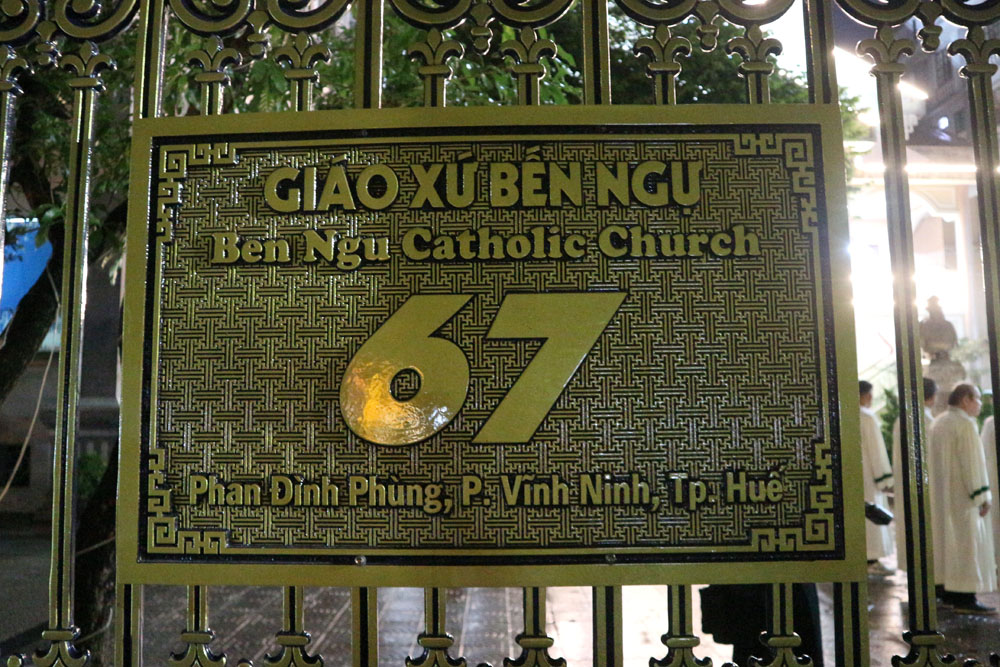 GIÁO XỨ BẾN NGỰ
Ben Ngu Catholic Church
67
Phan Đình Phùng, P. Vĩnh Ninh, Tp. Huế